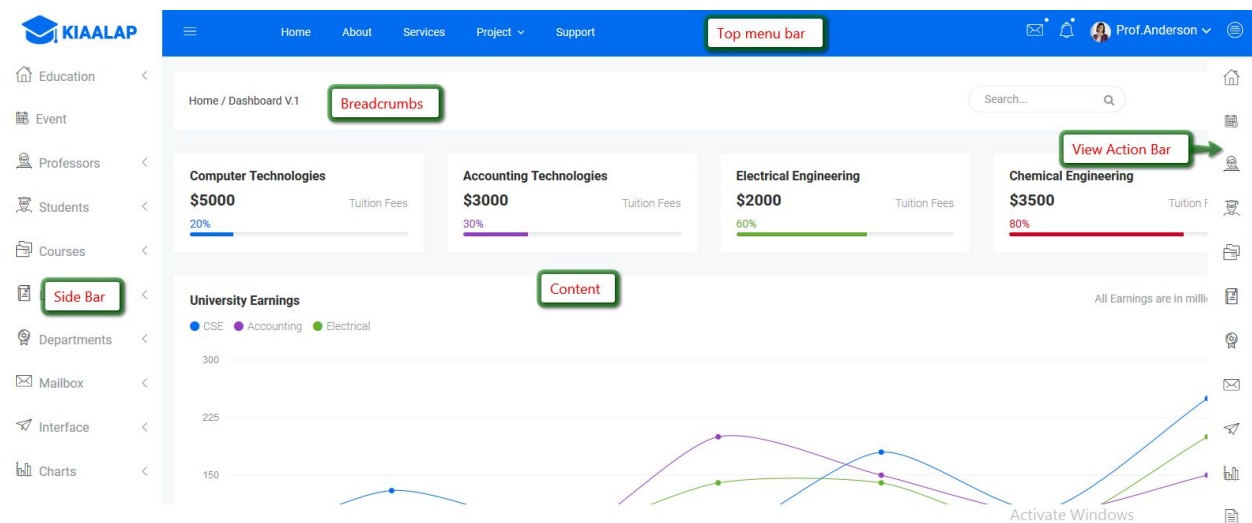 KIAALAP
Home About Services Project Support
Top menu bar
Prof.Anderson
Education
Event
Professors
Students
Courses
Side Bar
Departments
Mailbox
Interface
Charts
Home / Dashboard V.1
Breadcrumbs
Search...
View Action Bar
Computer Technologies
$5000 Tuition Fees
20%
Accounting Technologies
$3000 Tuition Fees
30%
Electrical Engineering
$2000 Tuition Fees
60%
Chemical Engineering
$3500 Tuition F
80%
Content
University Earnings
All Earnings are in milli
CSE Accounting Electrical
300
225
150
Activate Windows